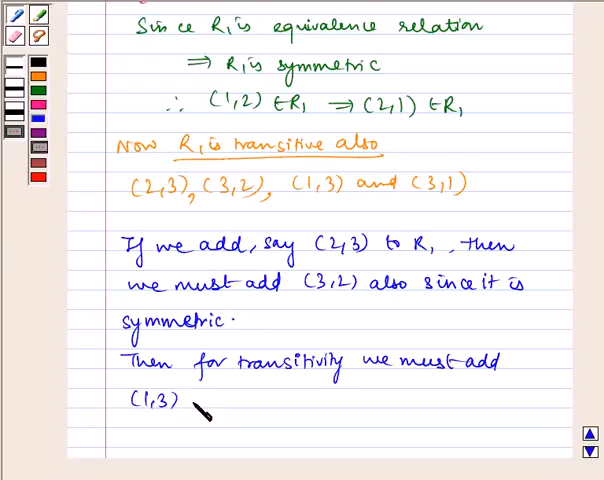 Since R₁ is equivalence relation
⇒ R₁ is symmetric
∴ (1,2) ∈ R₁ ⇒ (2,1) ∈ R₁
Now R₁ is transitive also
(2,3), (3,2), (1,3) and (3,1)
If we add, say (2,3) to R₁, then
we must add (3,2) also since it is
symmetric.
Then for transitivity we must add
(1,3)